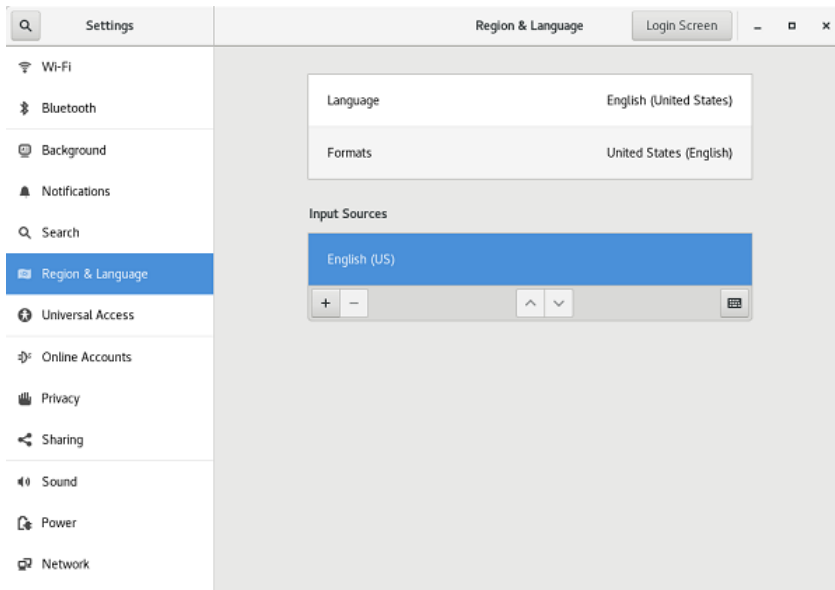 Settings
Region & Language
Login Screen
Wi-Fi
Bluetooth
Background
Notifications
Search
Region & Language
Universal Access
Online Accounts
Privacy
Sharing
Sound
Power
Network
Language English (United States)
Formats United States (English)
Input Sources
English (US)